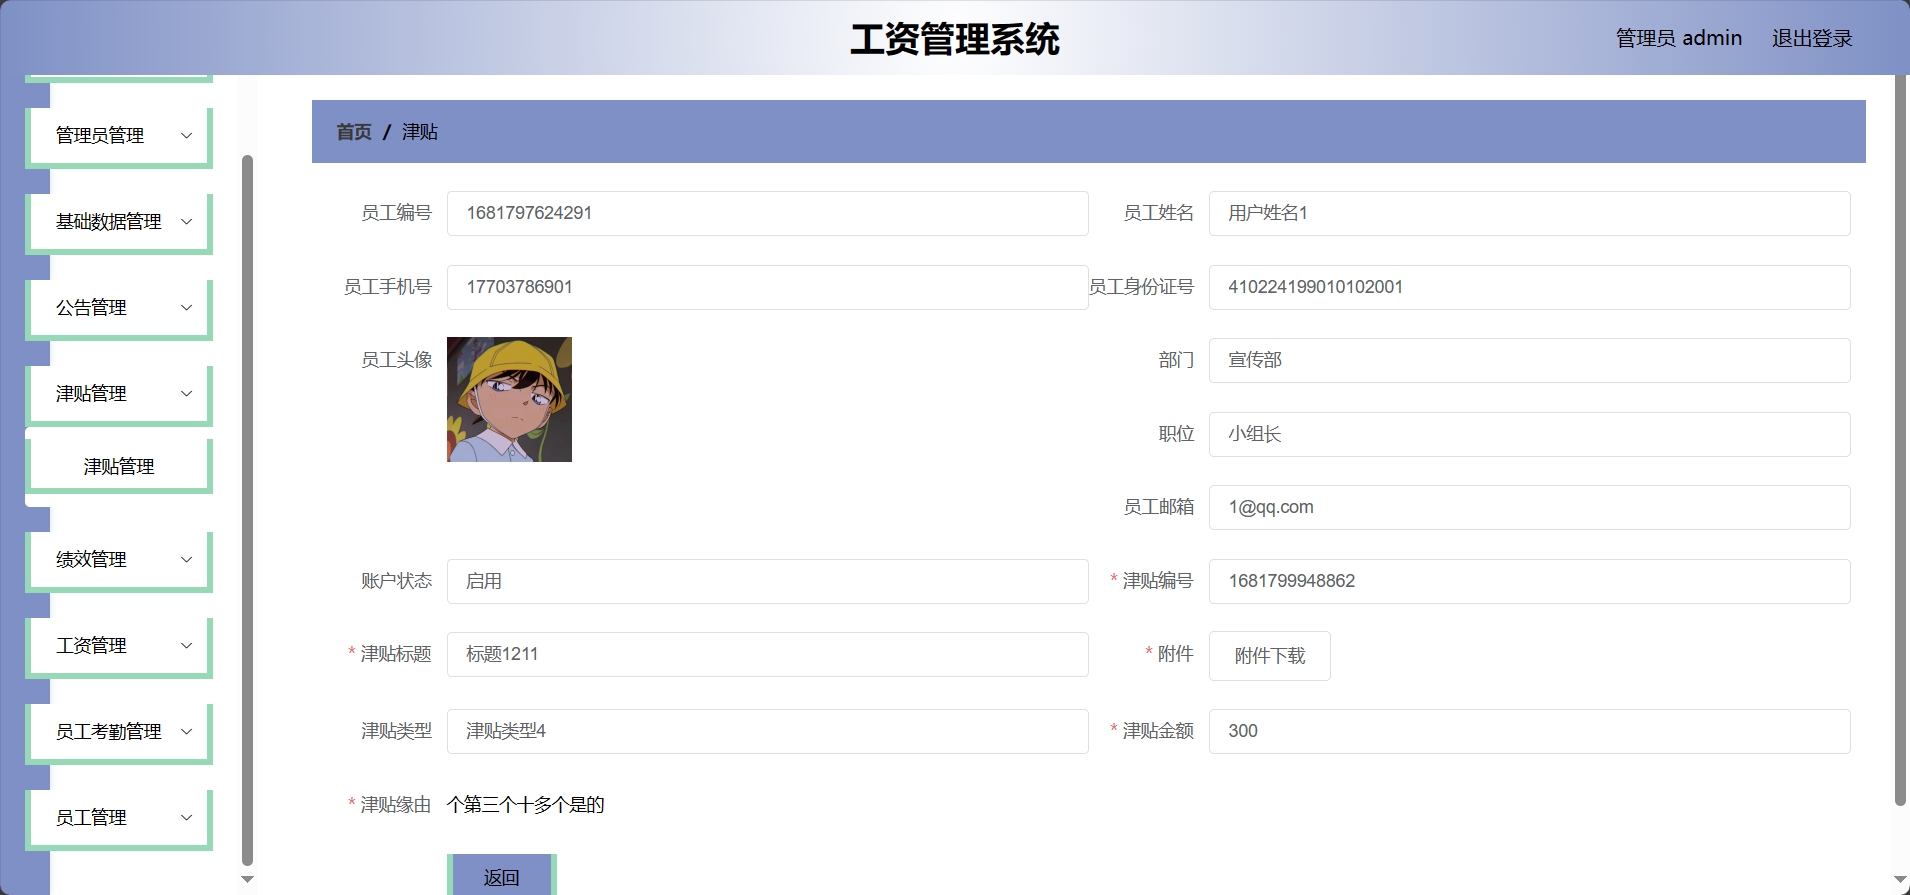 工资管理系统
管理员 admin 退出登录
管理员管理
基础数据管理
公告管理
津贴管理
津贴管理
绩效管理
工资管理
员工考勤管理
员工管理
首页 / 津贴
员工编号 1681797624291 员工姓名 用户姓名1
员工手机号 17703786901 员工身份证号 410224199010102001
员工头像 部门 宣传部
职位 小组长
员工邮箱 1@qq.com
账户状态 启用 * 津贴编号 1681799948862
* 津贴标题 标题1211 * 附件 附件下载
津贴类型 津贴类型4 * 津贴金额 300
* 津贴缘由 个第三个十多个是的
返回